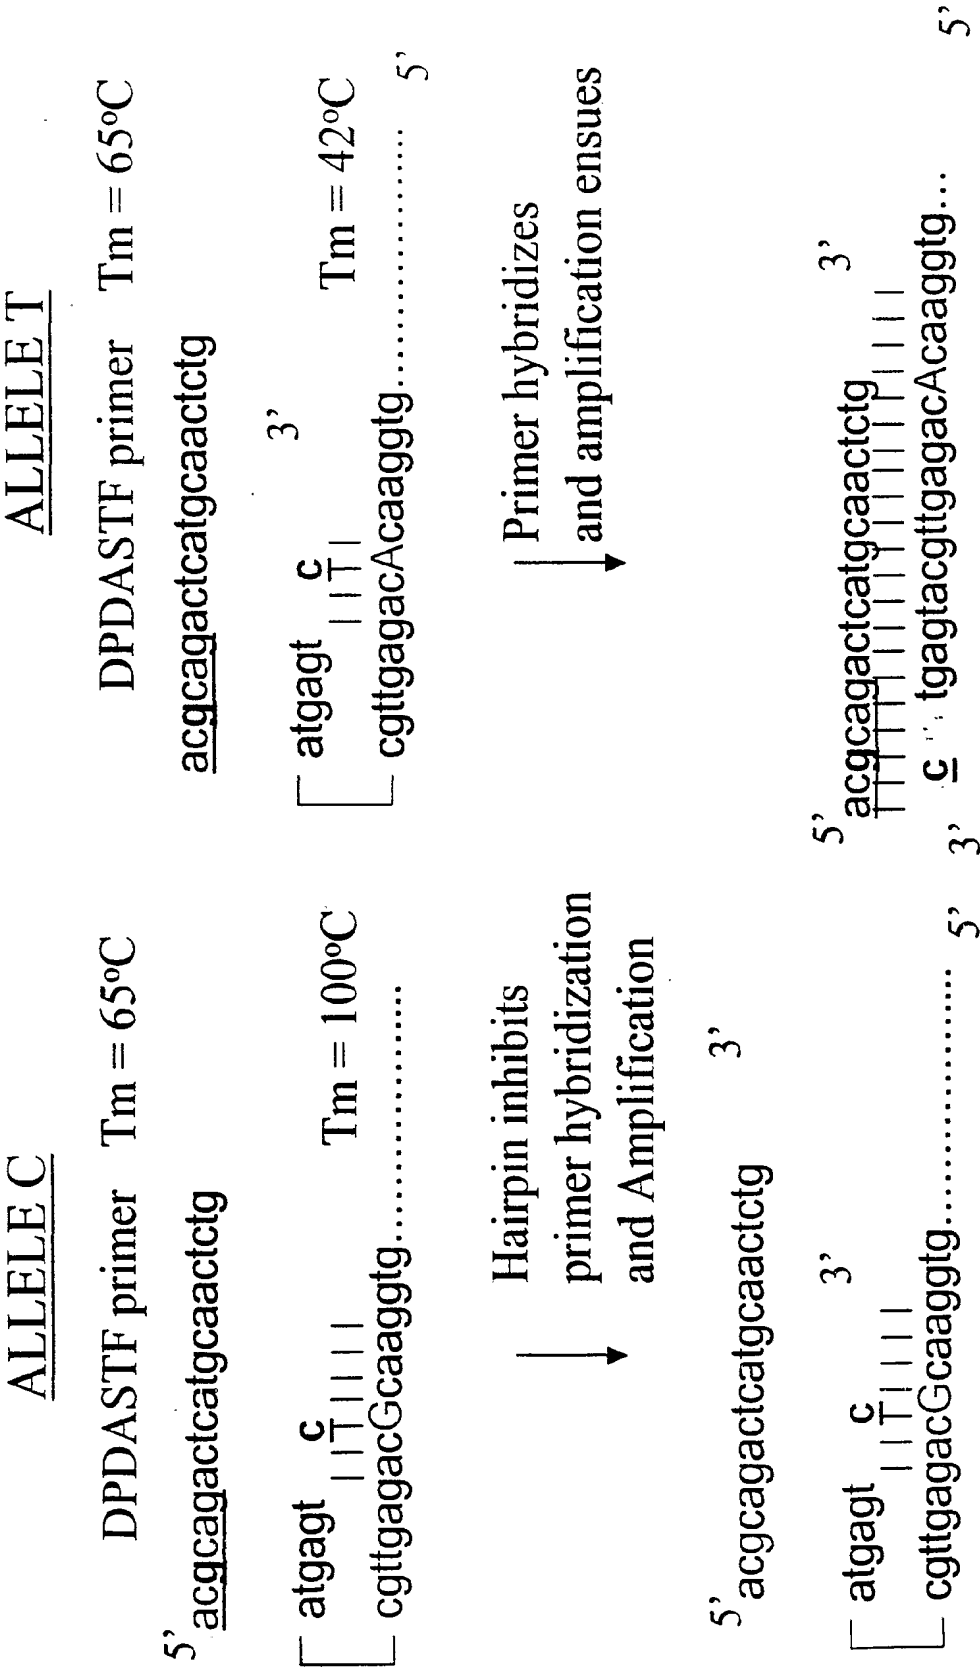 ALLELE C
DPDASTF primer Tm = 65ºC
5’ acgcagactcatgcaactctg
atgagt c 3’
Tm = 100ºC
cgttgagacGcaaggtg................ 5’
Hairpin inhibits
primer hybridization
and Amplification
5’ acgcagactcatgcaactctg 3’
atgagt c 3’
cgttgagacGcaaggtg................ 5’
ALLELE T
DPDASTF primer Tm = 65ºC
acgcagactcatgcaactctg
atgagt c 3’
Tm = 42ºC
cgttgagacAcaaggtg................ 5’
Primer hybridizes
and amplification ensues
5’ acgcagactcatgcaactctg 3’
3’ c tgagtacgttgagacAcaaggtg... 5’